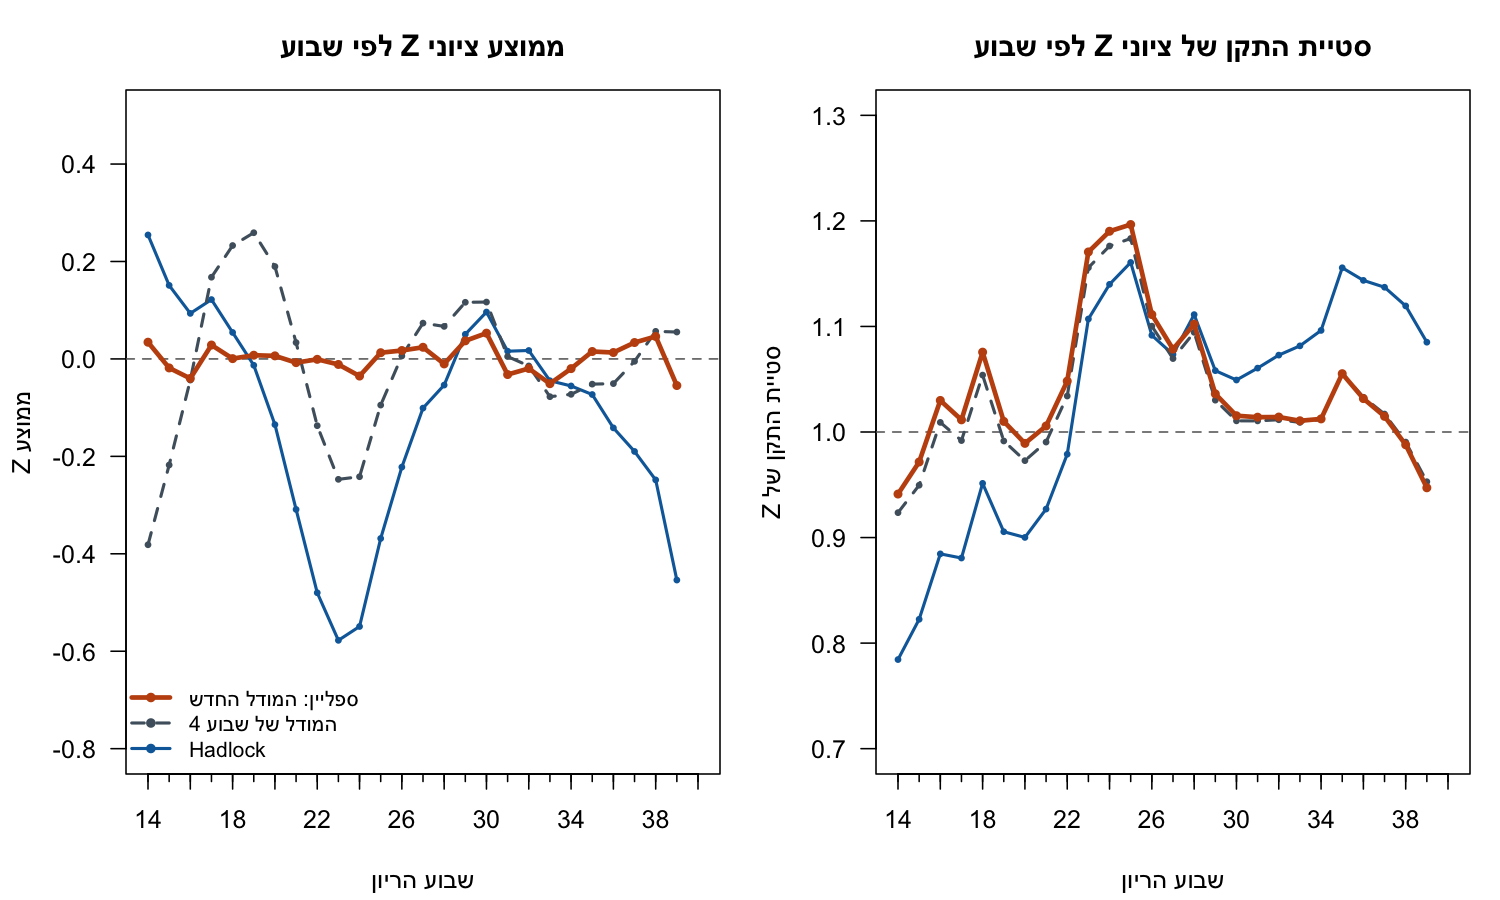 ממוצע ציוני Z לפי שבוע
ממוצע Z
0.4
0.2
0.0
-0.2
-0.4
-0.6
-0.8
ספליין: המודל החדש
המודל של שבוע 4
Hadlock
14 18 22 26 30 34 38
שבוע הריון
סטיית התקן של ציוני Z לפי שבוע
סטיית התקן של Z
1.3
1.2
1.1
1.0
0.9
0.8
0.7
14 18 22 26 30 34 38
שבוע הריון